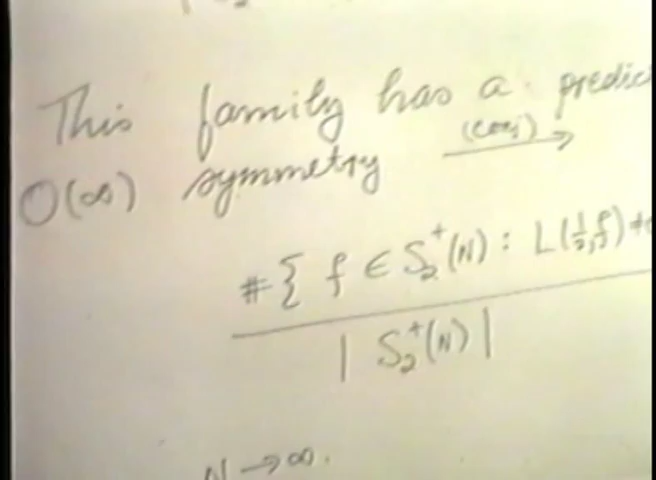 This family has a predic
O(∞) symmetry (conj) →
#{ f ∈ S₂⁺(N) : L(½,f) ≠
| S₂⁺(N) |
N → ∞.